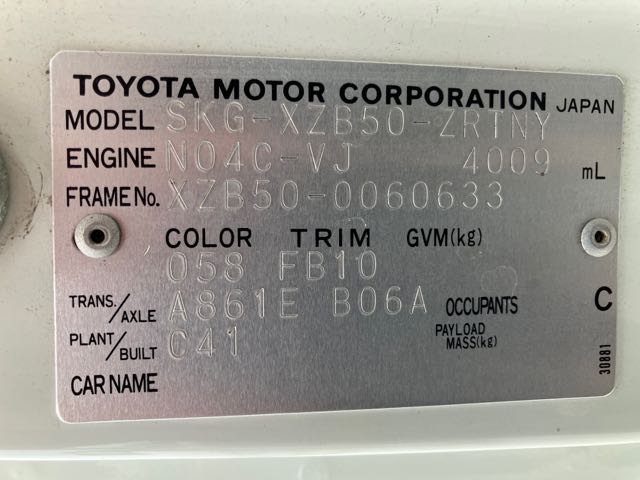 TOYOTA MOTOR CORPORATION JAPAN
MODEL SKG-XZB50-ZRTNY
ENGINE N04C-VJ 4009 mL
FRAME No. XZB50-0060633
COLOR TRIM GVM(kg)
058 FB10
TRANS./AXLE A861E B06A OCCUPANTS C
PLANT/BUILT C41 PAYLOAD MASS(kg)
CAR NAME
30881